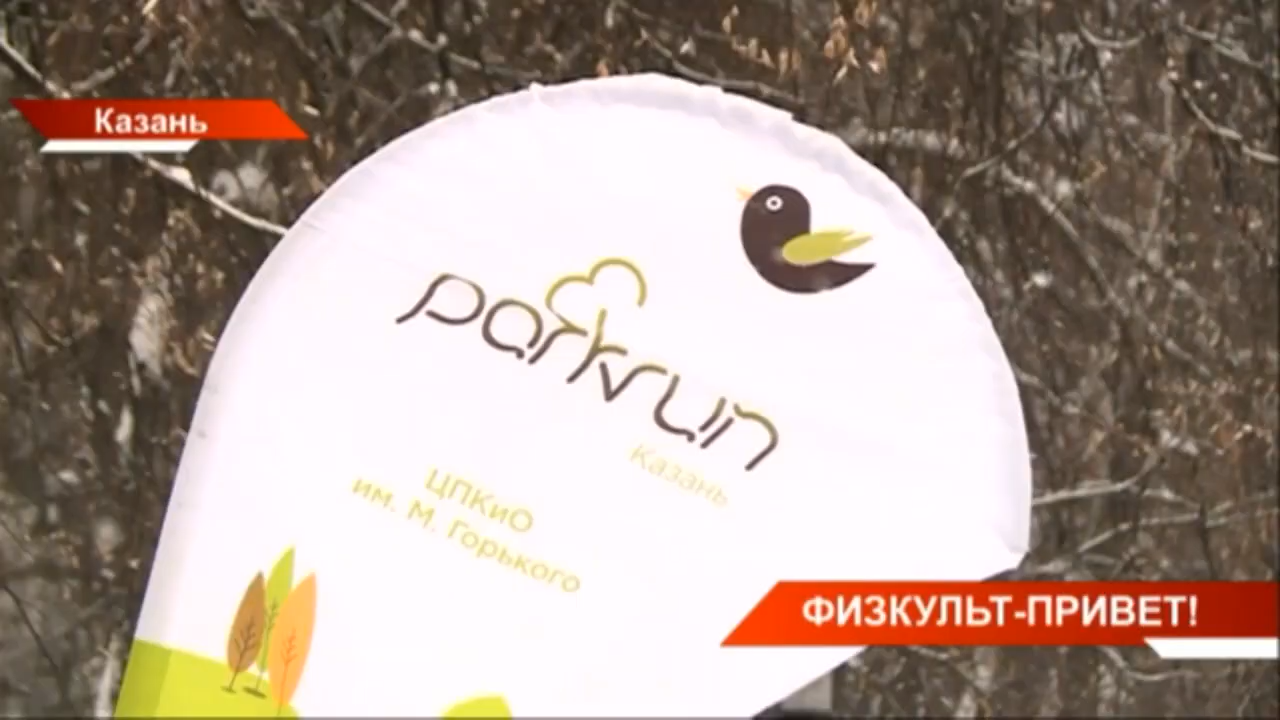 Казань
parkrun
Казань
ЦПКиО
им. М. Горького
ФИЗКУЛЬТ-ПРИВЕТ!